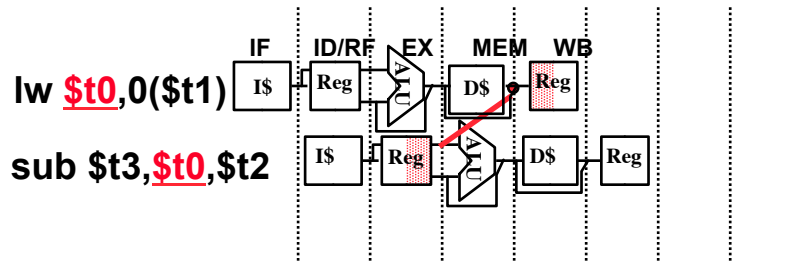 IF ID/RF EX MEM WB
lw $t0,0($t1) I$ Reg ALU D$ Reg
sub $t3,$t0,$t2 I$ Reg ALU D$ Reg